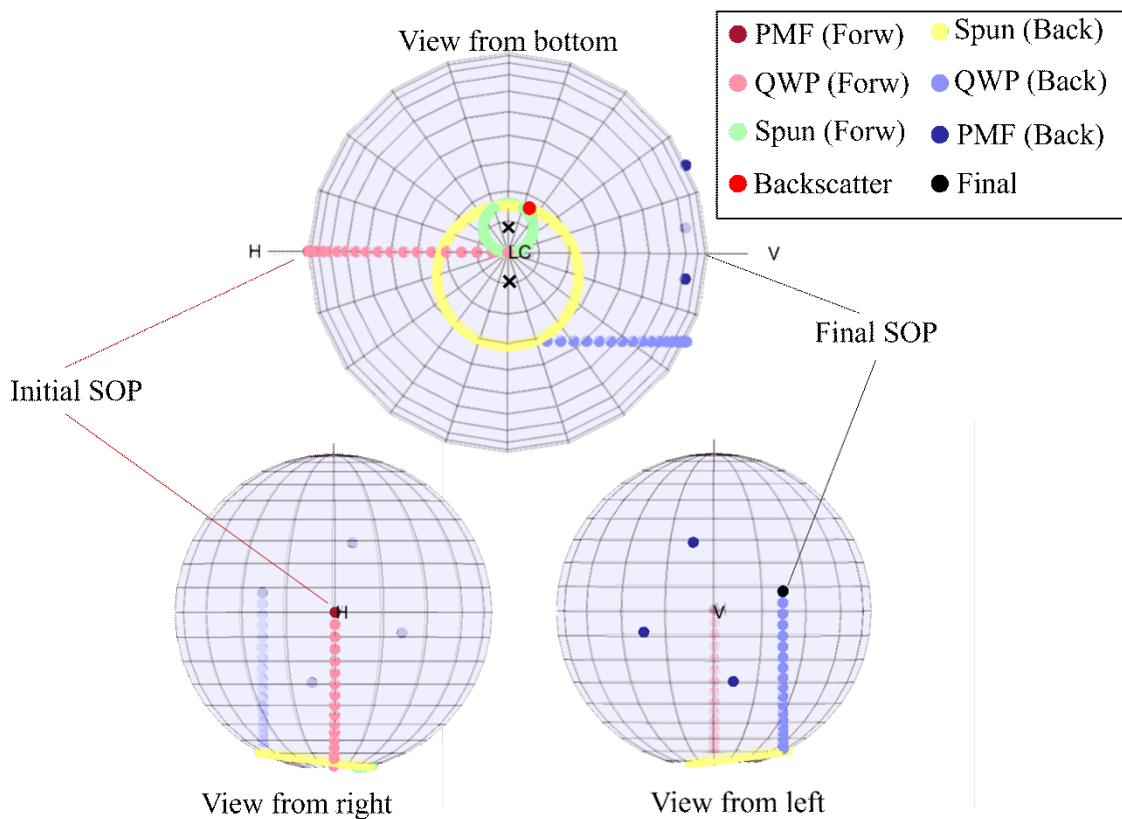 View from bottom
PMF (Forw)
Spun (Back)
QWP (Forw)
QWP (Back)
Spun (Forw)
PMF (Back)
Backscatter
Final
H
LC
V
Final SOP
Initial SOP
H
V
View from right
View from left